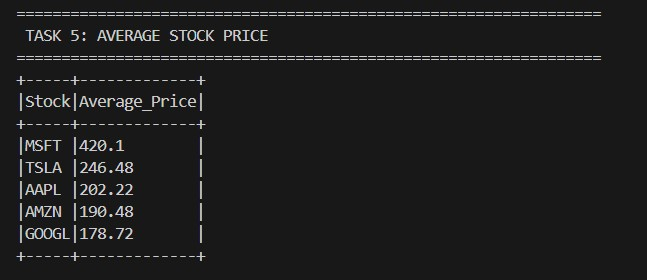 =================================================================
TASK 5: AVERAGE STOCK PRICE
=================================================================
+-----+-------------+
|Stock|Average_Price|
+-----+-------------+
|MSFT |420.1        |
|TSLA |246.48       |
|AAPL |202.22       |
|AMZN |190.48       |
|GOOGL|178.72       |
+-----+-------------+